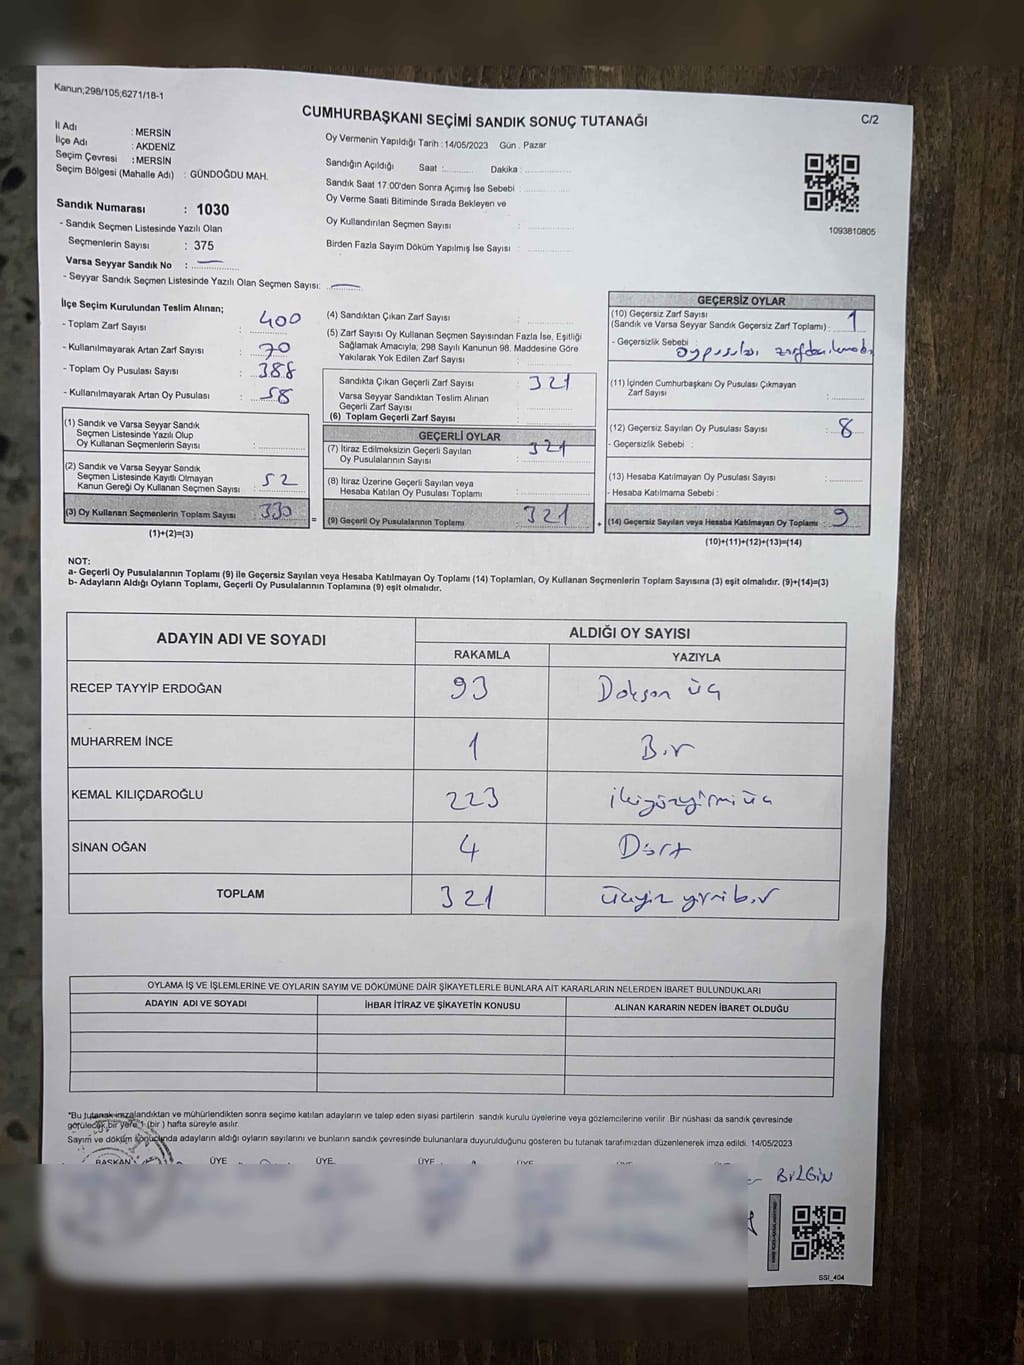 Kanun;298/105;6271/18-1
CUMHURBAŞKANI SEÇİMİ SANDIK SONUÇ TUTANAĞI
C/2
İl Adı : MERSİN
İlçe Adı : AKDENİZ
Seçim Çevresi : MERSİN
Seçim Bölgesi (Mahalle Adı) : GÜNDOĞDU MAH.
Oy Vermenin Yapıldığı Tarih : 14/05/2023 Gün : Pazar
Sandığın Açıldığı Saat : Dakika :
Sandık Saat 17:00'den Sonra Açımış İse Sebebi :
Oy Verme Saati Bitiminde Sırada Bekleyen ve
Oy Kullandırılan Seçmen Sayısı :
Birden Fazla Sayım Döküm Yapılmış İse Sayısı :
1093810805
Sandık Numarası : 1030
- Sandık Seçmen Listesinde Yazılı Olan
Seçmenlerin Sayısı : 375
Varsa Seyyar Sandık No : —
- Seyyar Sandık Seçmen Listesinde Yazılı Olan Seçmen Sayısı: —
İlçe Seçim Kurulundan Teslim Alınan;
- Toplam Zarf Sayısı : 400
- Kullanılmayarak Artan Zarf Sayısı : 70
- Toplam Oy Pusulası Sayısı : 388
- Kullanılmayarak Artan Oy Pusulası : 58
(1) Sandık ve Varsa Seyyar Sandık
Seçmen Listesinde Yazılı Olup
Oy Kullanan Seçmenlerin Sayısı :
(2) Sandık ve Varsa Seyyar Sandık
Seçmen Listesinde Kayıtlı Olmayan
Kanun Gereği Oy Kullanan Seçmen Sayısı : 52
(3) Oy Kullanan Seçmenlerin Toplam Sayısı 330
(1)+(2)=(3)
=
(4) Sandıktan Çıkan Zarf Sayısı :
(5) Zarf Sayısı Oy Kullanan Seçmen Sayısından Fazla İse, Eşitliği
Sağlamak Amacıyla, 298 Sayılı Kanunun 98. Maddesine Göre
Yakılarak Yok Edilen Zarf Sayısı :
Sandıkta Çıkan Geçerli Zarf Sayısı : 321
Varsa Seyyar Sandıktan Teslim Alınan
Geçerli Zarf Sayısı :
(6) Toplam Geçerli Zarf Sayısı
GEÇERLİ OYLAR
(7) İtiraz Edilmeksizin Geçerli Sayılan
Oy Pusulalarının Sayısı : 321
(8) İtiraz Üzerine Geçerli Sayılan veya
Hesaba Katılan Oy Pusulası Toplamı :
(9) Geçerli Oy Pusulalarının Toplamı 321
+
GEÇERSİZ OYLAR
(10) Geçersiz Zarf Sayısı
(Sandık ve Varsa Seyyar Sandık Geçersiz Zarf Toplamı) : 1
- Geçersizlik Sebebi : oy pusulası zarfdan
(11) İçinden Cumhurbaşkanı Oy Pusulası Çıkmayan
Zarf Sayısı :
(12) Geçersiz Sayılan Oy Pusulası Sayısı : 8
- Geçersizlik Sebebi :
(13) Hesaba Katılmayan Oy Pusulası Sayısı :
- Hesaba Katılmama Sebebi :
(14) Geçersiz Sayılan veya Hesaba Katılmayan Oy Toplamı 9
(10)+(11)+(12)+(13)=(14)
NOT:
a- Geçerli Oy Pusulalarının Toplamı (9) ile Geçersiz Sayılan veya Hesaba Katılmayan Oy Toplamı (14) Toplamları, Oy Kullanan Seçmenlerin Toplam Sayısına (3) eşit olmalıdır. (9)+(14)=(3)
b- Adayların Aldığı Oyların Toplamı, Geçerli Oy Pusulalarının Toplamına (9) eşit olmalıdır.
ADAYIN ADI VE SOYADI
ALDIĞI OY SAYISI
RAKAMLA YAZIYLA
RECEP TAYYİP ERDOĞAN 93 Doksan üç
MUHARREM İNCE 1 Bir
KEMAL KILIÇDAROĞLU 223 ikiyüzyirmi üç
SİNAN OĞAN 4 Dört
TOPLAM 321 Üçyüz yirmi bir
OYLAMA İŞ VE İŞLEMLERİNE VE OYLARIN SAYIM VE DÖKÜMÜNE DAİR ŞİKAYETLERLE BUNLARA AİT KARARLARIN NELERDEN İBARET BULUNDUKLARI
ADAYIN ADI VE SOYADI İHBAR İTİRAZ VE ŞİKAYETİN KONUSU ALINAN KARARIN NEDEN İBARET OLDUĞU
*Bu tutanak imzalandıktan ve mühürlendikten sonra seçime katılan adayların ve talep eden siyasi partilerin sandık kurulu üyelerine veya gözlemcilerine verilir. Bir nüshası da sandık çevresinde
görülecek bir yere 1 (bir) hafta süreyle asılır.
Sayım ve döküm sonucunda adayların aldığı oyların sayılarını ve bunların sandık çevresinde bulunanlara duyurulduğunu gösteren bu tutanak tarafımızdan düzenlenerek imza edildi. 14/05/2023
BAŞKAN ÜYE ÜYE ÜYE ÜYE
BİLGİN
SSI_404